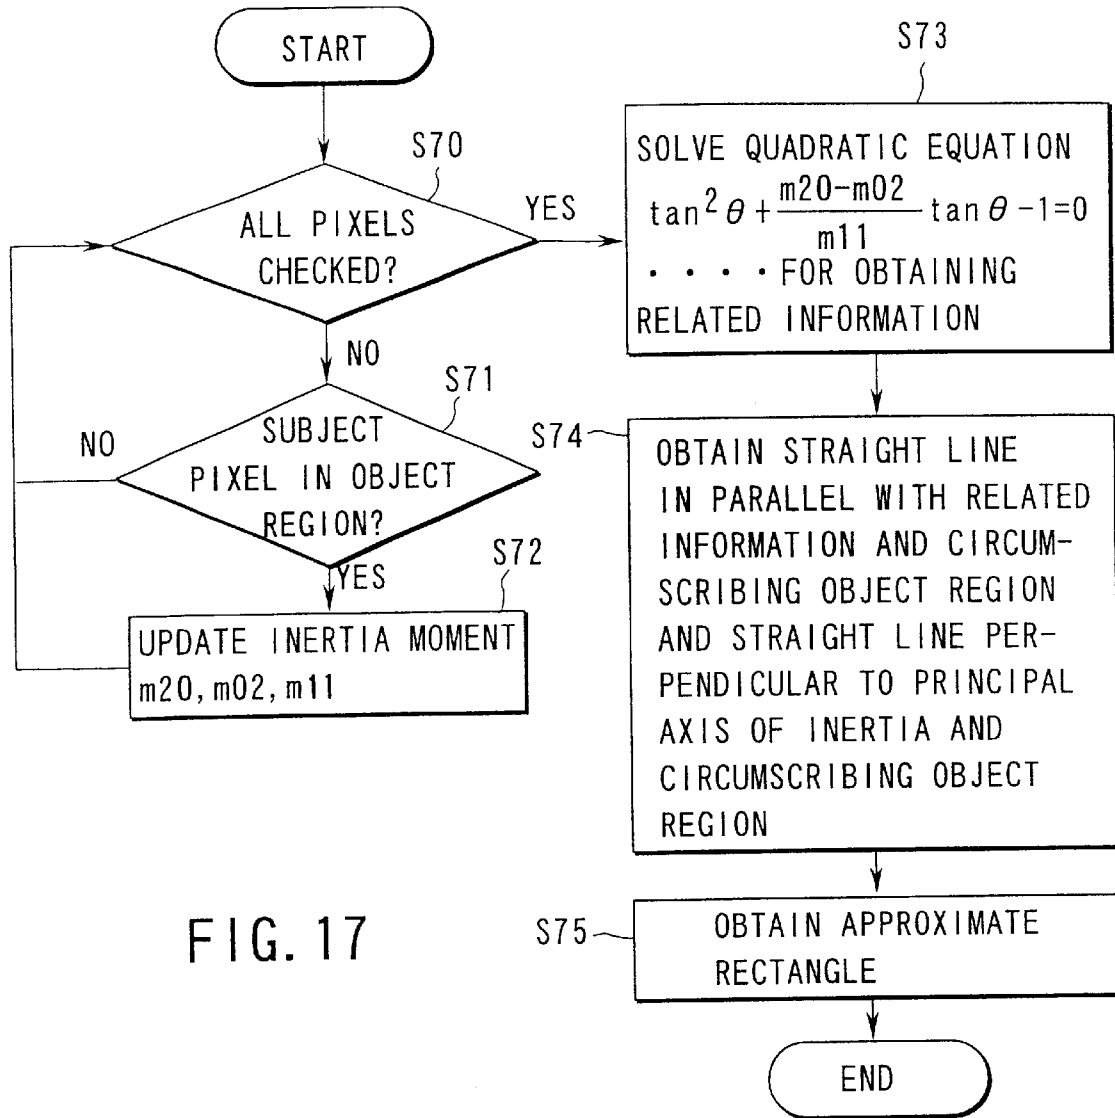 START
S70
ALL PIXELS
CHECKED?
YES
NO
S71
SUBJECT
PIXEL IN OBJECT
REGION?
NO
YES
S72
UPDATE INERTIA MOMENT
m20, m02, m11
S73
SOLVE QUADRATIC EQUATION
tan² θ + (m20-m02)/m11 tan θ -1=0
・・・・FOR OBTAINING
RELATED INFORMATION
S74
OBTAIN STRAIGHT LINE
IN PARALLEL WITH RELATED
INFORMATION AND CIRCUM-
SCRIBING OBJECT REGION
AND STRAIGHT LINE PER-
PENDICULAR TO PRINCIPAL
AXIS OF INERTIA AND
CIRCUMSCRIBING OBJECT
REGION
S75
OBTAIN APPROXIMATE
RECTANGLE
END
FIG. 17